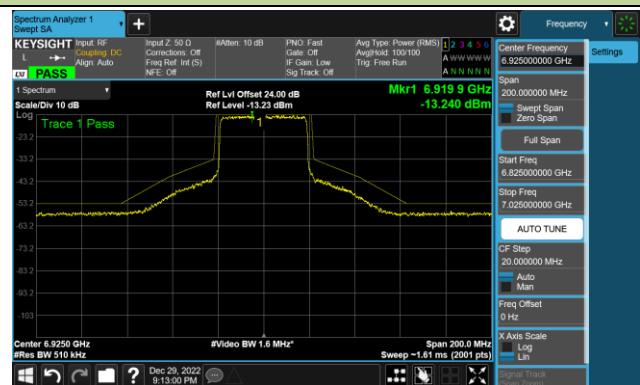 Spectrum Analyzer 1
Swept SA
Frequency
KEYSIGHT
Input: RF
Coupling: DC
Align: Auto
Input Z: 50 Ω
Corrections: Off
Freq Ref: Int (S)
NFE: Off
#Atten: 10 dB
PNO: Fast
Gate: Off
IF Gain: Low
Sig Track: Off
Avg Type: Power (RMS)
Avg|Hold: 100/100
Trig: Free Run
1 2 3 4 5 6
A W W W W W
A N N N N N
L
LXI PASS
Center Frequency
6.925000000 GHz
Settings
1 Spectrum
Scale/Div 10 dB
Ref Lvl Offset 24.00 dB
Ref Level -13.23 dBm
Mkr1 6.919 9 GHz
-13.240 dBm
Log
Trace 1 Pass
1
-23.2
-33.2
-43.2
-53.2
-63.2
-73.2
-83.2
-93.2
-103
Span
200.000000 MHz
Swept Span
Zero Span
Full Span
Start Freq
6.825000000 GHz
Stop Freq
7.025000000 GHz
AUTO TUNE
CF Step
20.000000 MHz
Auto
Man
Freq Offset
0 Hz
X Axis Scale
Log
Lin
Signal Track
(Span Zoom)
Center 6.9250 GHz
#Res BW 510 kHz
#Video BW 1.6 MHz*
Span 200.0 MHz
Sweep ~1.61 ms (2001 pts)
?
Dec 29, 2022
9:13:00 PM